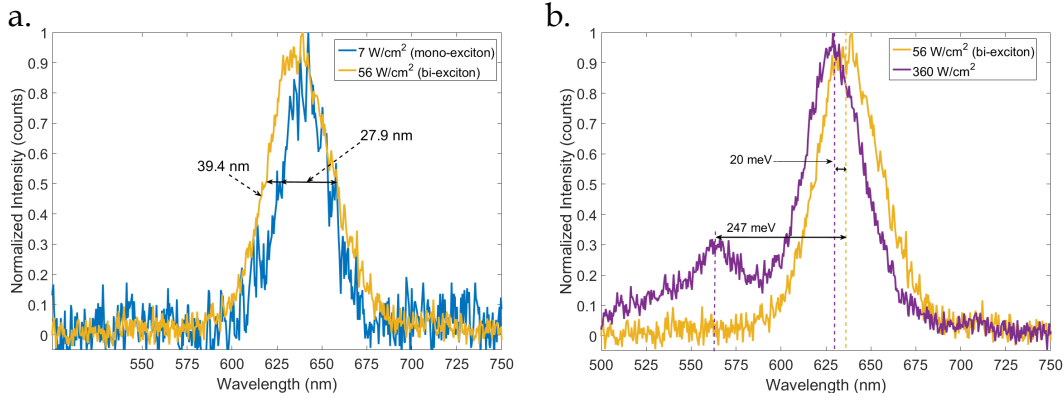 a.
7 W/cm² (mono-exciton)
56 W/cm² (bi-exciton)
27.9 nm
39.4 nm
Normalized Intensity (counts)
1
0.9
0.8
0.7
0.6
0.5
0.4
0.3
0.2
0.1
0
550 600 650 700 750
Wavelength (nm)
b.
56 W/cm² (bi-exciton)
360 W/cm²
20 meV
247 meV
Normalized Intensity (counts)
1
0.9
0.8
0.7
0.6
0.5
0.4
0.3
0.2
0.1
0
500 525 550 575 600 625 650 675 700 725 750
Wavelength (nm)